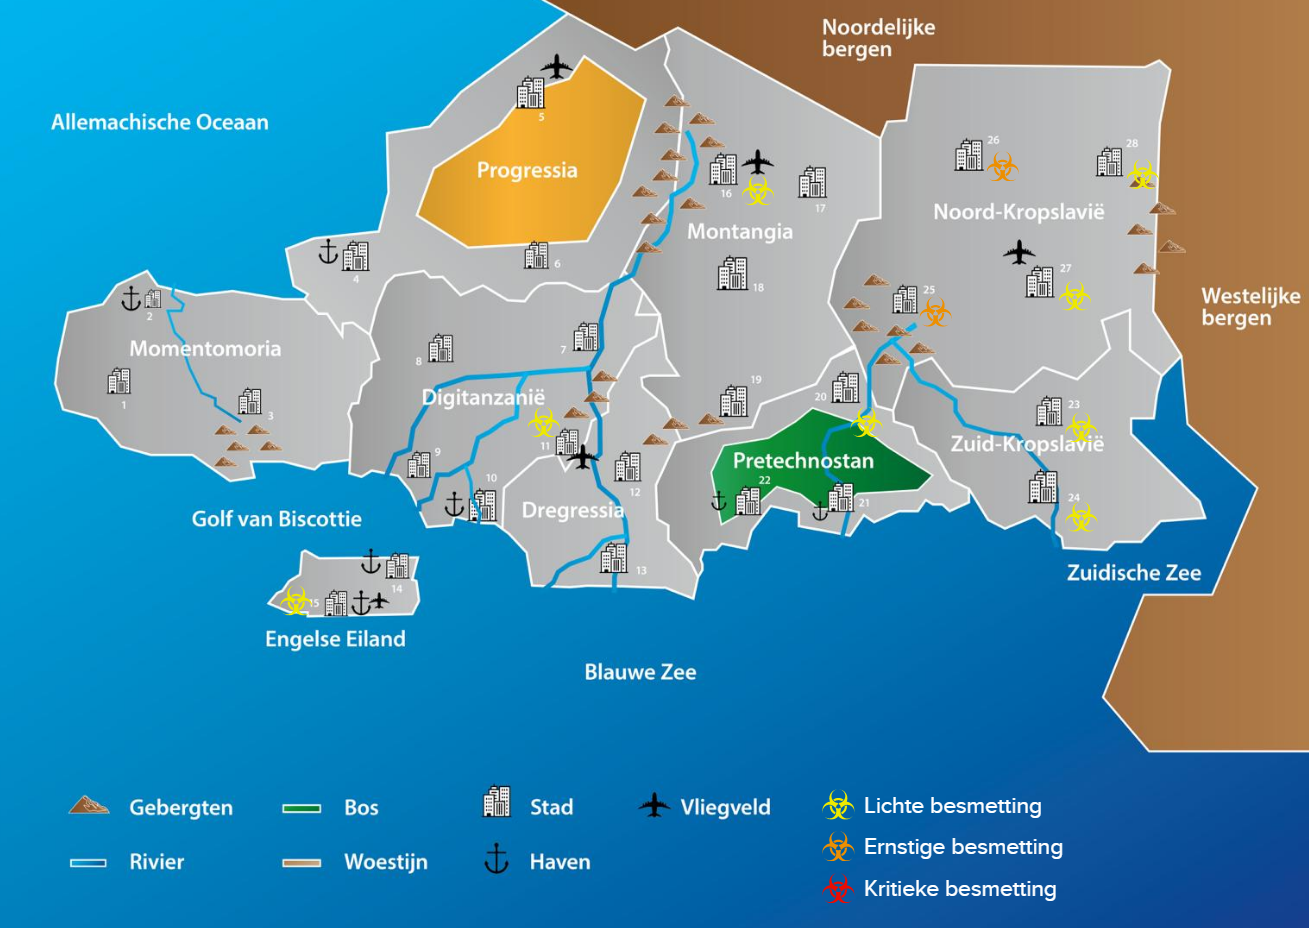 Noordelijke
bergen
Allemachische Oceaan
5
Progressia
26
28
16
17
Noord-Kropslavië
Montangia
4
6
27
18
25
Westelijke
bergen
2
Momentomoria
7
8
1
3
19
20
Digitanzanië
23
11
Zuid-Kropslavië
9
Pretechnostan
10
12
22
24
21
Golf van Biscottie
Dregressia
13
Zuidische Zee
14
15
Engelse Eiland
Blauwe Zee
Gebergten
Bos
Stad
Vliegveld
Lichte besmetting
Rivier
Woestijn
Haven
Ernstige besmetting
Kritieke besmetting